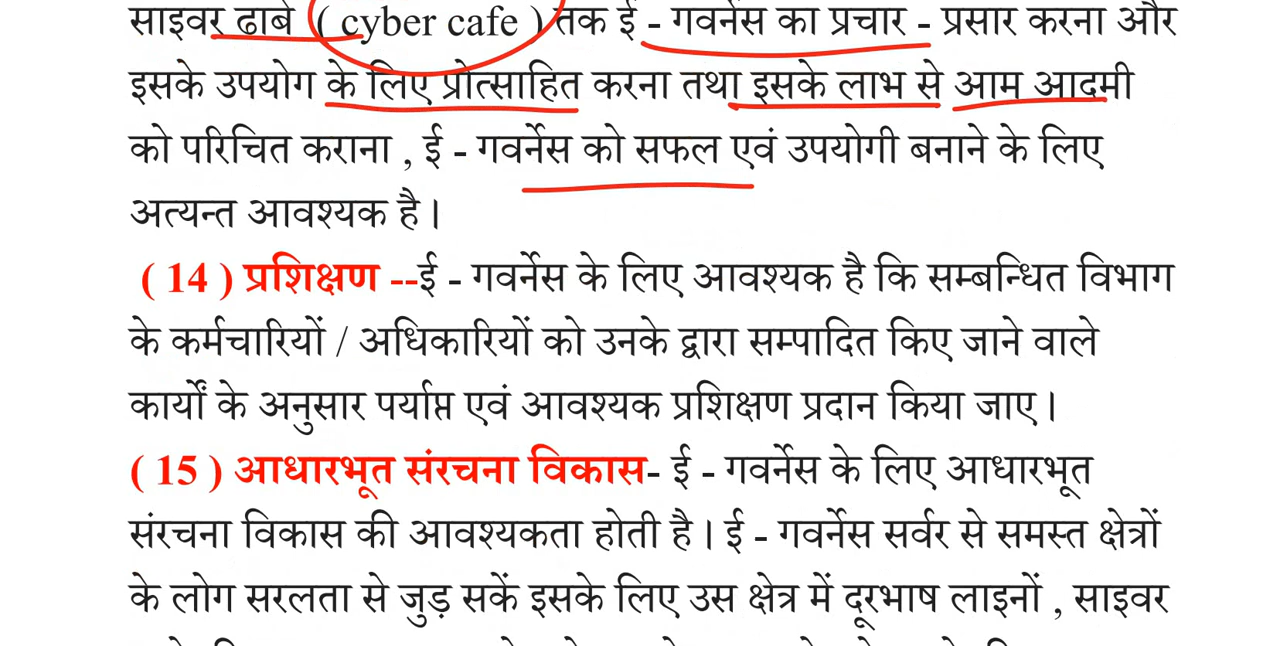 साइवर ढाबे ( cyber cafe ) तक ई - गवर्नेस का प्रचार - प्रसार करना और
इसके उपयोग के लिए प्रोत्साहित करना तथा इसके लाभ से आम आदमी
को परिचित कराना , ई - गवर्नेस को सफल एवं उपयोगी बनाने के लिए
अत्यन्त आवश्यक है।
( 14 ) प्रशिक्षण --ई - गवर्नेस के लिए आवश्यक है कि सम्बन्धित विभाग
के कर्मचारियों / अधिकारियों को उनके द्वारा सम्पादित किए जाने वाले
कार्यों के अनुसार पर्याप्त एवं आवश्यक प्रशिक्षण प्रदान किया जाए।
( 15 ) आधारभूत संरचना विकास- ई - गवर्नेस के लिए आधारभूत
संरचना विकास की आवश्यकता होती है। ई - गवर्नेस सर्वर से समस्त क्षेत्रों
के लोग सरलता से जुड़ सकें इसके लिए उस क्षेत्र में दूरभाष लाइनों , साइवर